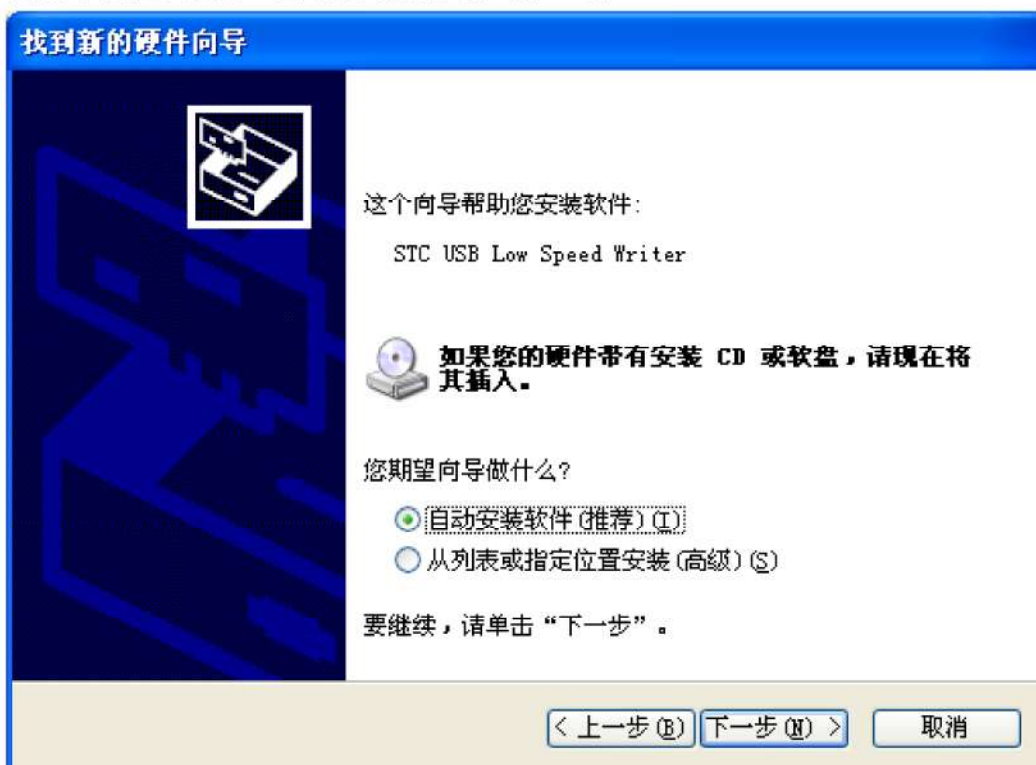 找到新的硬件向导
这个向导帮助您安装软件:
STC USB Low Speed Writer
如果您的硬件带有安装 CD 或软盘，请现在将
其插入。
您期望向导做什么?
自动安装软件(推荐)(I)
从列表或指定位置安装(高级)(S)
要继续，请单击“下一步”。
< 上一步(B)
下一步(N) >
取消